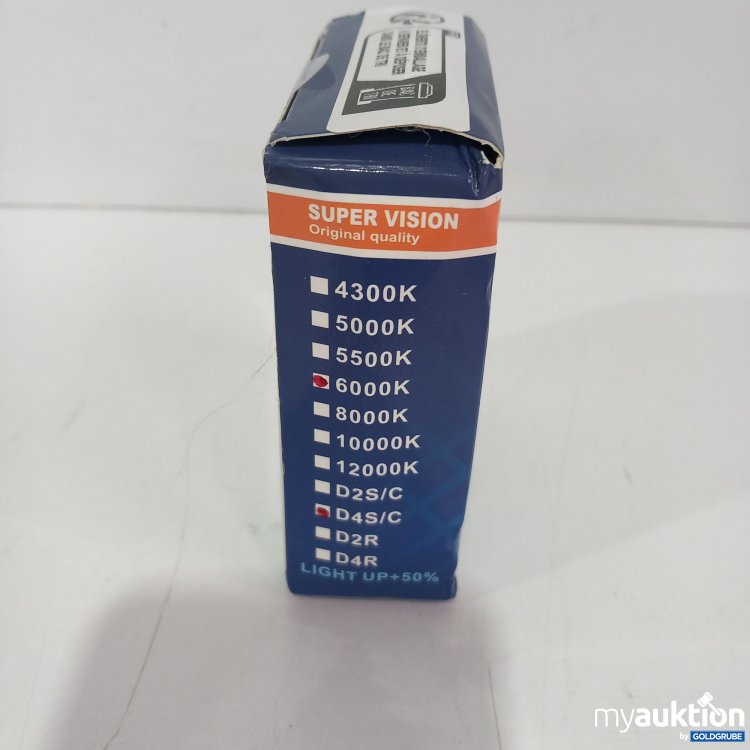 SUPER VISION
Original quality
4300K
5000K
5500K
6000K
8000K
10000K
12000K
D2S/C
D4S/C
D2R
D4R
LIGHT UP+50%
myauktion
by GOLDGRUBE